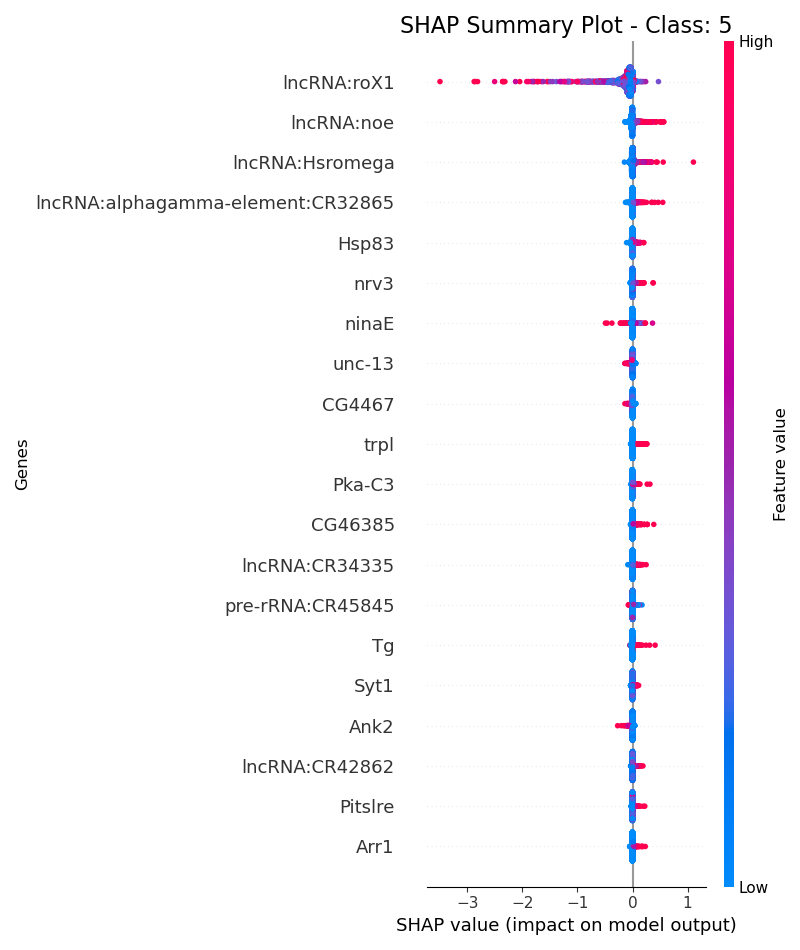 SHAP Summary Plot - Class: 5
High
lncRNA:roX1
lncRNA:noe
lncRNA:Hsromega
lncRNA:alphagamma-element:CR32865
Hsp83
nrv3
ninaE
unc-13
CG4467
trpl
Pka-C3
CG46385
lncRNA:CR34335
pre-rRNA:CR45845
Tg
Syt1
Ank2
lncRNA:CR42862
Pitslre
Arr1
Genes
Feature value
Low
−3 −2 −1 0 1
SHAP value (impact on model output)